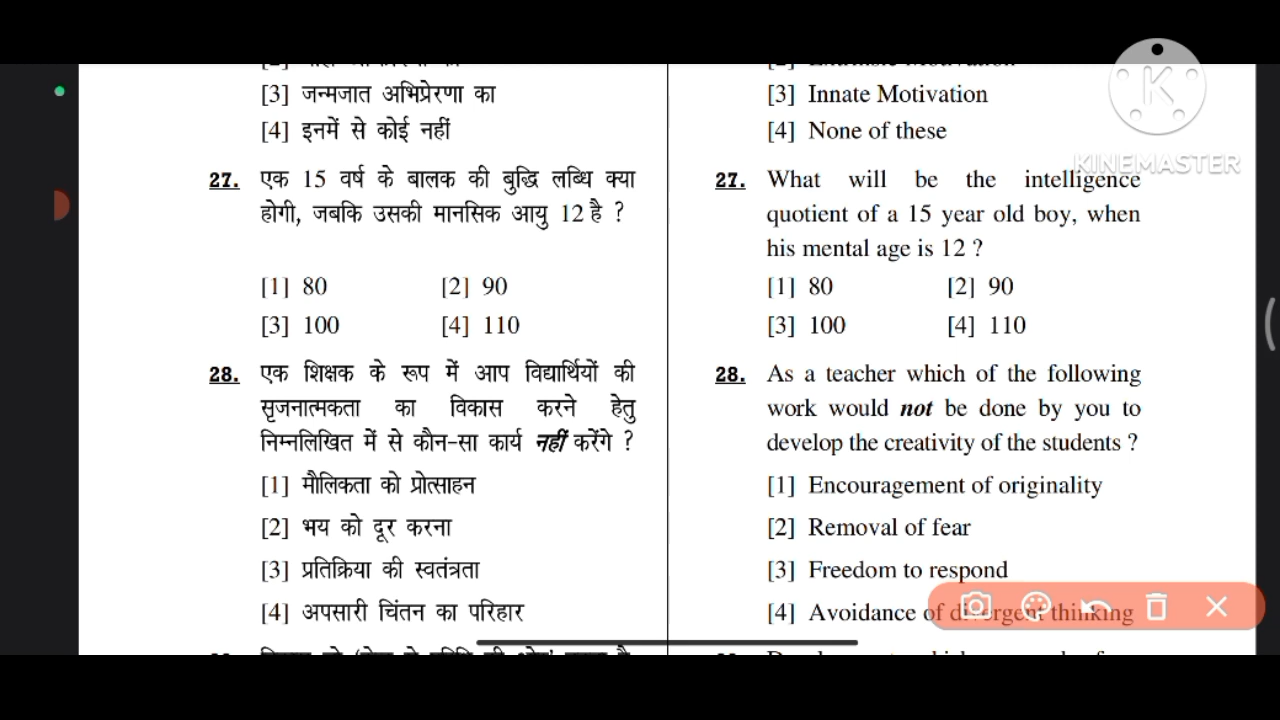 [3] जन्मजात अभिप्रेरणा का
[4] इनमें से कोई नहीं
27. एक 15 वर्ष के बालक की बुद्धि लब्धि क्या
होगी, जबकि उसकी मानसिक आयु 12 है ?
[1] 80 [2] 90
[3] 100 [4] 110
28. एक शिक्षक के रूप में आप विद्यार्थियों की
सृजनात्मकता का विकास करने हेतु
निम्नलिखित में से कौन-सा कार्य नहीं करेंगे ?
[1] मौलिकता को प्रोत्साहन
[2] भय को दूर करना
[3] प्रतिक्रिया की स्वतंत्रता
[4] अपसारी चिंतन का परिहार
[3] Innate Motivation
[4] None of these
27. What will be the intelligence
quotient of a 15 year old boy, when
his mental age is 12 ?
[1] 80 [2] 90
[3] 100 [4] 110
28. As a teacher which of the following
work would not be done by you to
develop the creativity of the students ?
[1] Encouragement of originality
[2] Removal of fear
[3] Freedom to respond
[4] Avoidance of divergent thinking
K
KINEMASTER